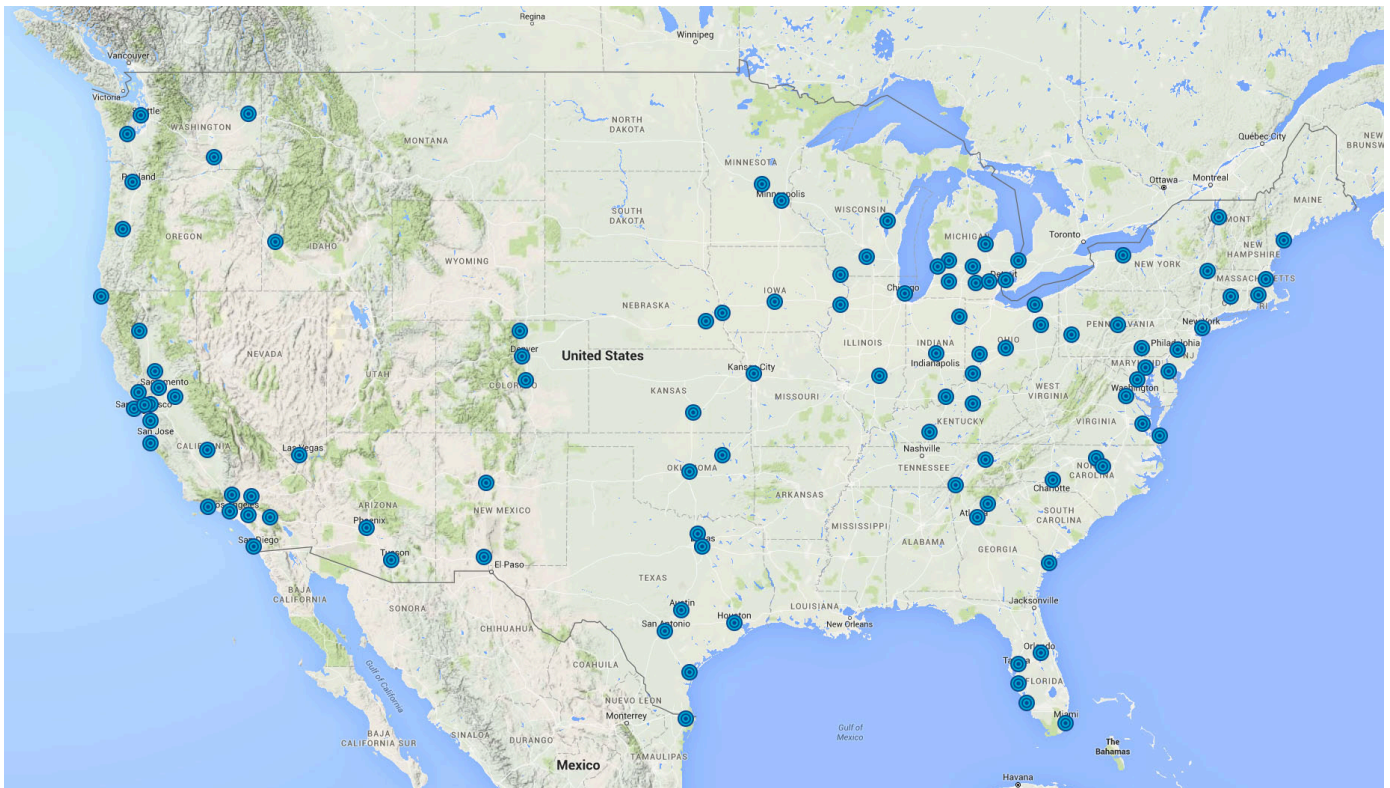 Regina
Winnipeg
Vancouver
Victoria
WASHINGTON
MONTANA
NORTH
DAKOTA
MINNESOTA
Minneapolis
Québec City
NEW
BRUNSW
Ottawa
Montreal
MAINE
Portland
OREGON
IDAHO
SOUTH
DAKOTA
WISCONSIN
MICHIGAN
Toronto
VERMONT
NEW
HAMPSHIRE
WYOMING
NEW YORK
MASSACHUSETTS
RI
Detroit
Chicago
IOWA
NEBRASKA
NEVADA
UTAH
Denver
COLORADO
United States
ILLINOIS
INDIANA
Indianapolis
OHIO
PENNSYLVANIA
New York
Philadelphia
NJ
MARYLAND
Washington
WEST
VIRGINIA
VIRGINIA
Sacramento
San Jose
CALIFORNIA
Las Vegas
KANSAS
Kansas City
MISSOURI
KENTUCKY
Nashville
TENNESSEE
NORTH
CAROLINA
Charlotte
OKLAHOMA
ARKANSAS
Los Angeles
San Diego
ARIZONA
Phoenix
Tucson
NEW MEXICO
El Paso
Dallas
TEXAS
MISSISSIPPI
ALABAMA
Atlanta
GEORGIA
SOUTH
CAROLINA
BAJA
CALIFORNIA
SONORA
CHIHUAHUA
Austin
San Antonio
Houston
LOUISIANA
New Orleans
Jacksonville
Orlando
Tampa
FLORIDA
Miami
COAHUILA
NUEVO LEON
Monterrey
Gulf of California
BAJA
CALIFORNIA SUR
SINALOA
DURANGO
TAMAULIPAS
Mexico
Gulf of
Mexico
The
Bahamas
Havana